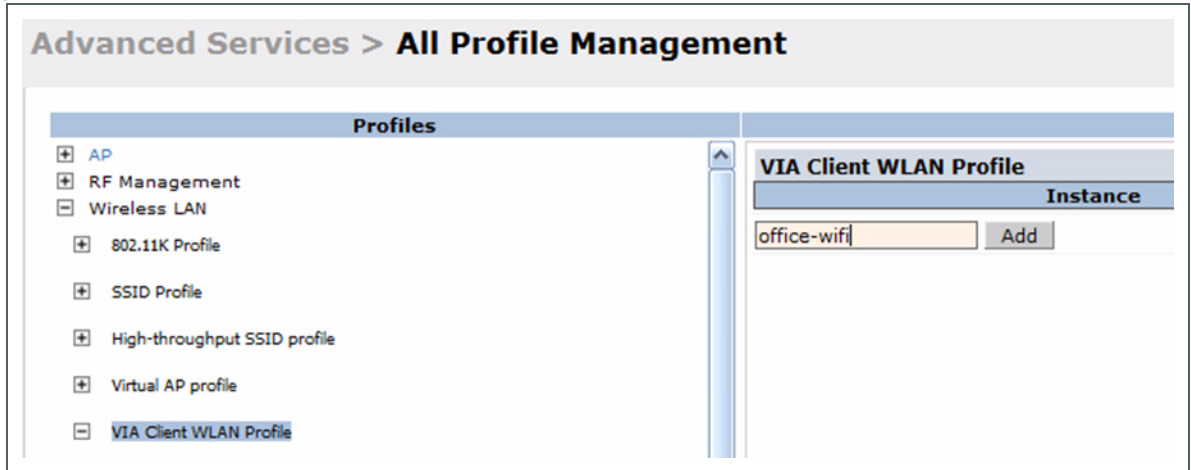 Advanced Services > All Profile Management
Profiles
AP
RF Management
Wireless LAN
802.11K Profile
SSID Profile
High-throughput SSID profile
Virtual AP profile
VIA Client WLAN Profile
VIA Client WLAN Profile
Instance
office-wifi
Add